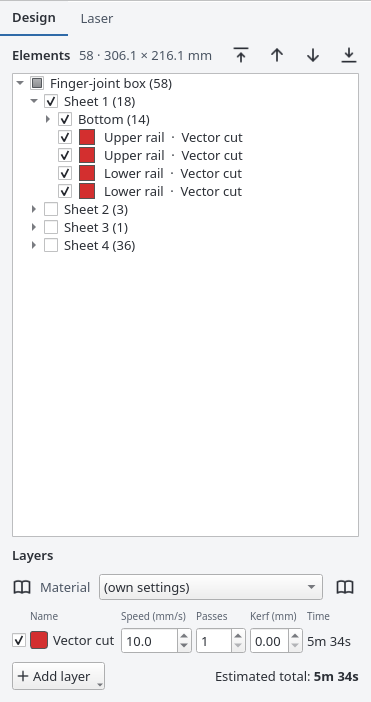 Design Laser
Elements 58 · 306.1 × 216.1 mm
Finger-joint box (58)
Sheet 1 (18)
Bottom (14)
Upper rail · Vector cut
Upper rail · Vector cut
Lower rail · Vector cut
Lower rail · Vector cut
Sheet 2 (3)
Sheet 3 (1)
Sheet 4 (36)
Layers
Material (own settings)
Name Speed (mm/s) Passes Kerf (mm) Time
Vector cut 10.0 1 0.00 5m 34s
+ Add layer Estimated total: 5m 34s